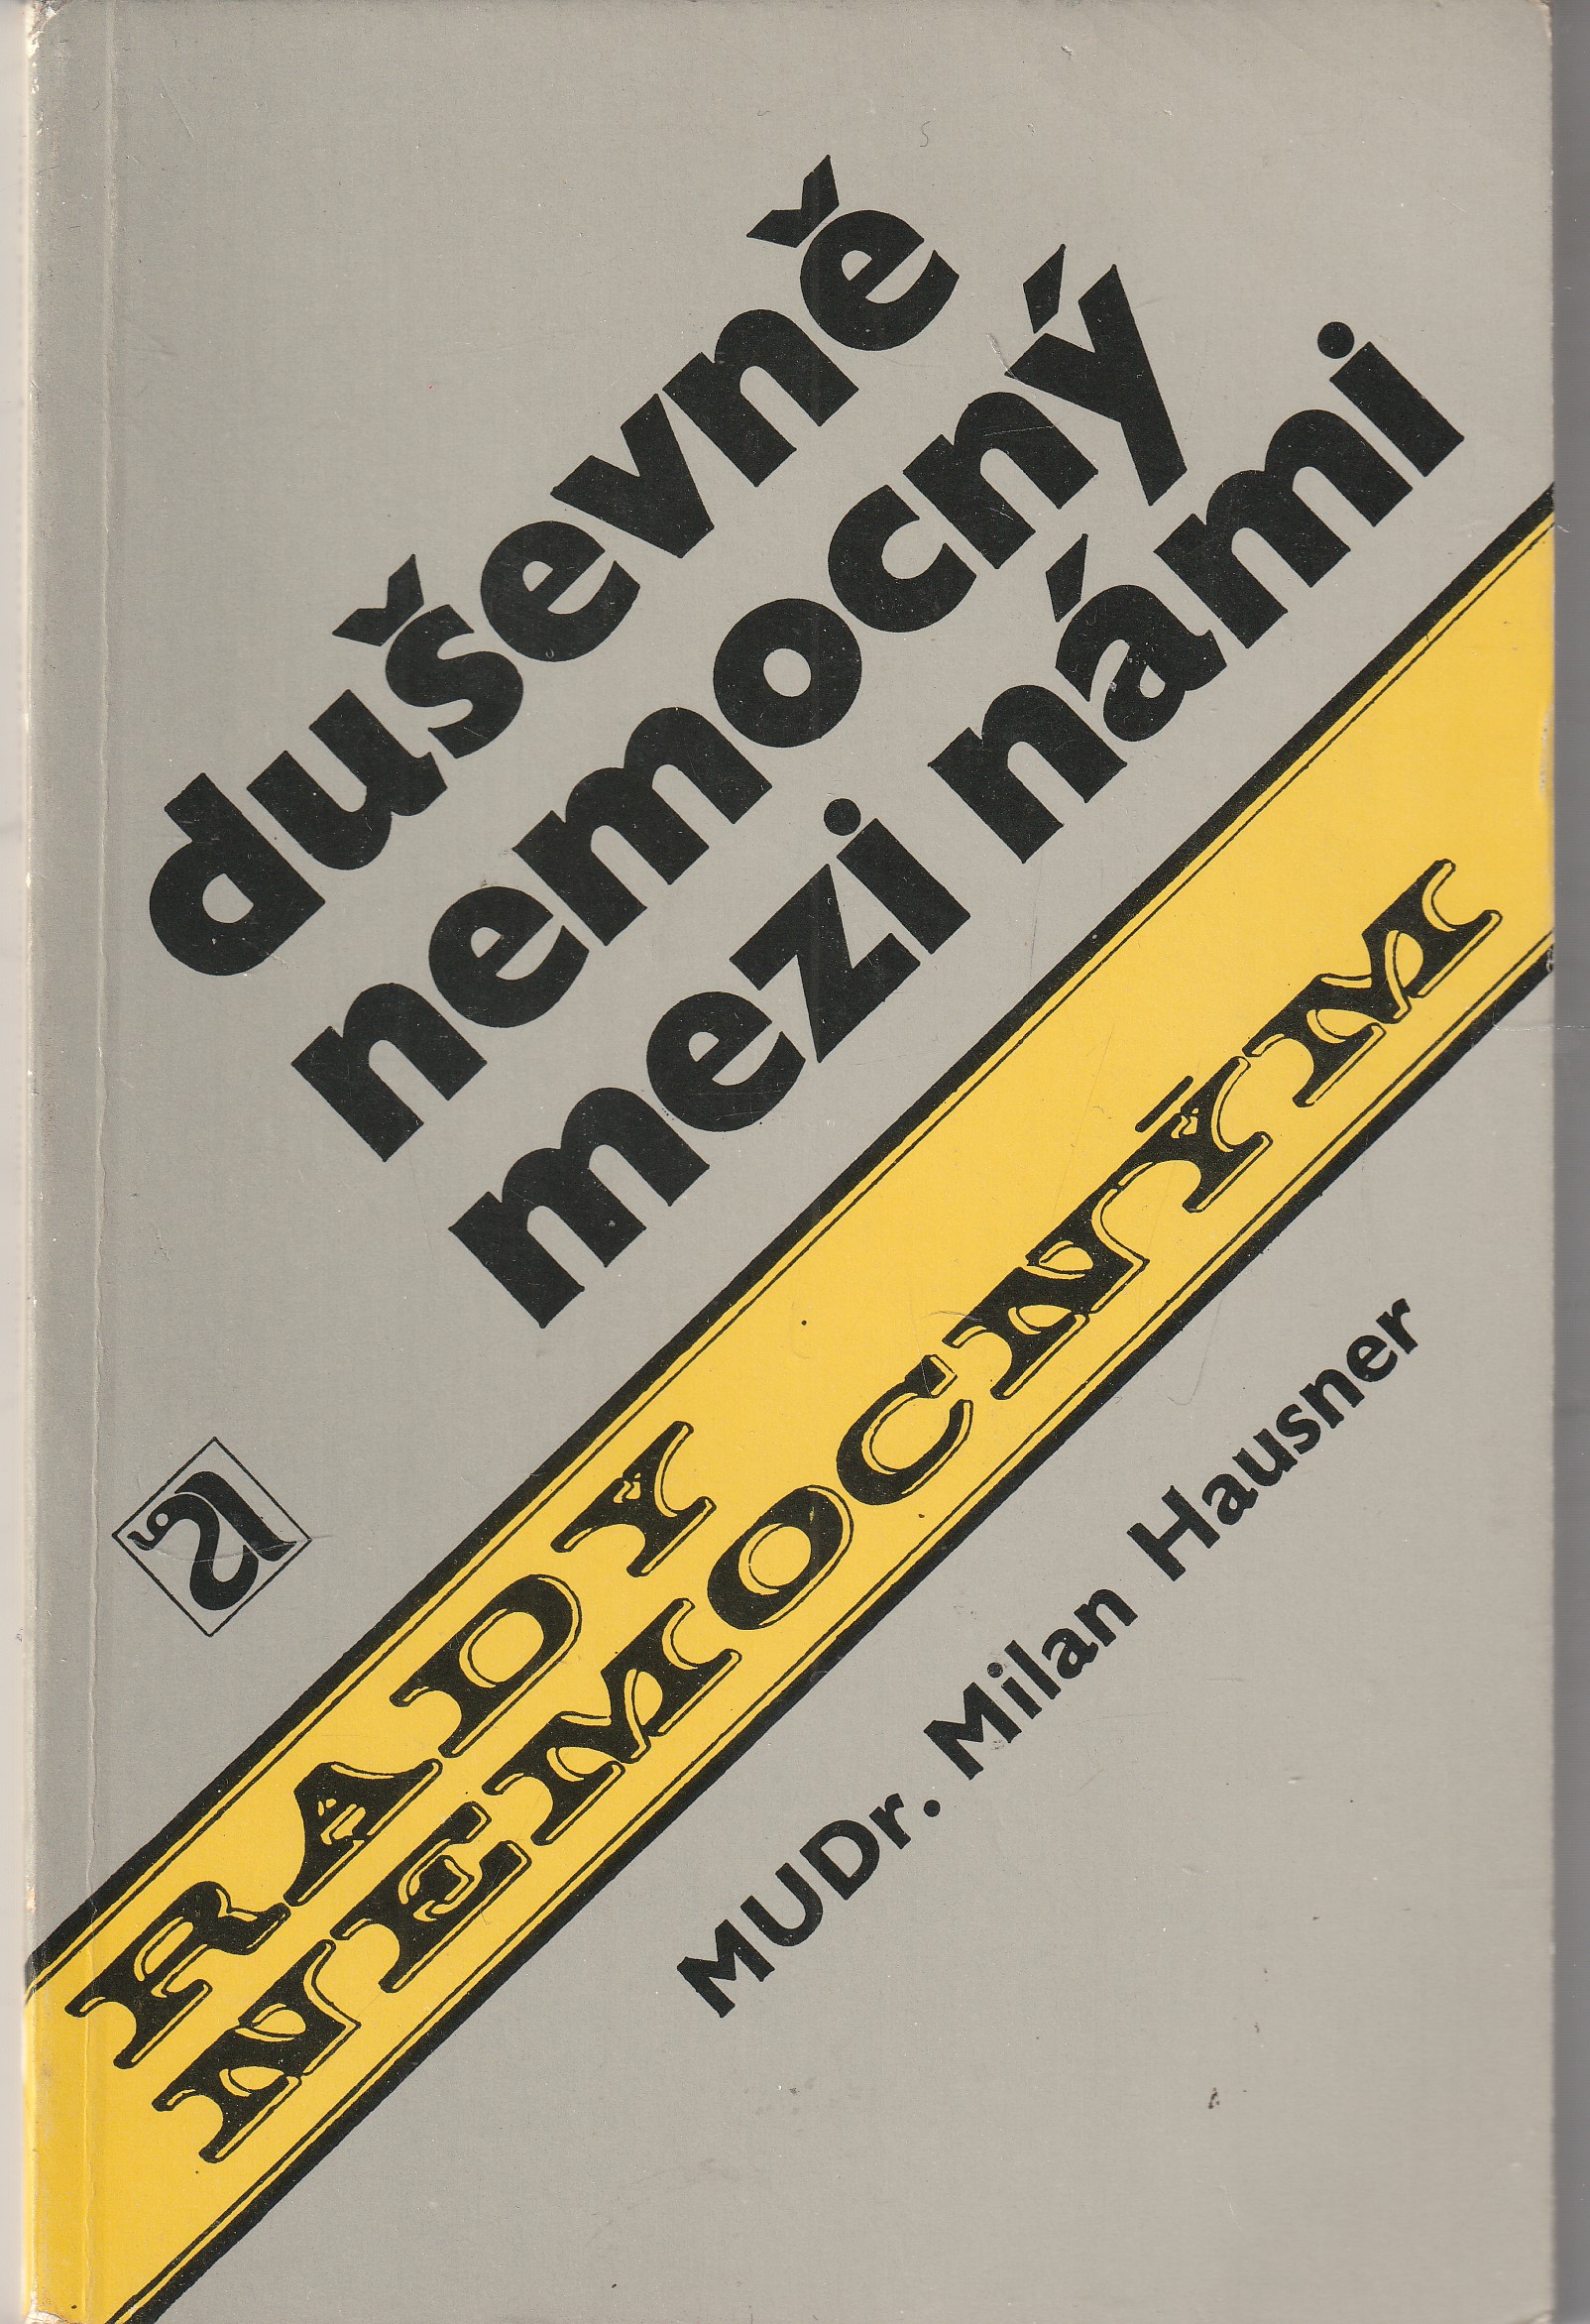 duševně
nemocný
mezi námi
RADY
NEMOCNÝM
MUDr. Milan Hausner